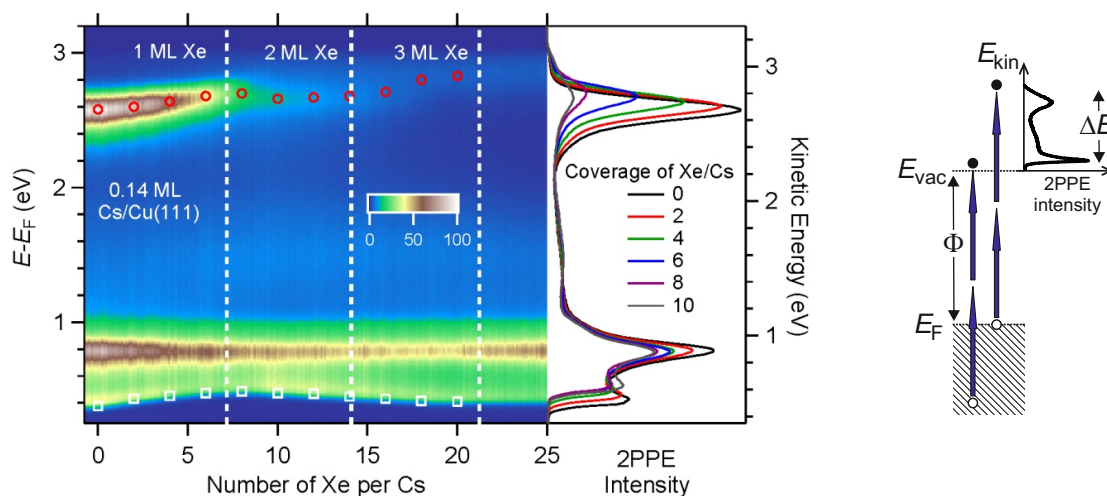 1 ML Xe
2 ML Xe
3 ML Xe
0.14 ML
Cs/Cu(111)
0
50
100
3
2
1
E-E_F (eV)
0
5
10
15
20
25
Number of Xe per Cs
Coverage of Xe/Cs
0
2
4
6
8
10
2PPE
Intensity
3
2
1
Kinetic Energy (eV)
E_kin
ΔE
E_vac
2PPE
intensity
Φ
E_F